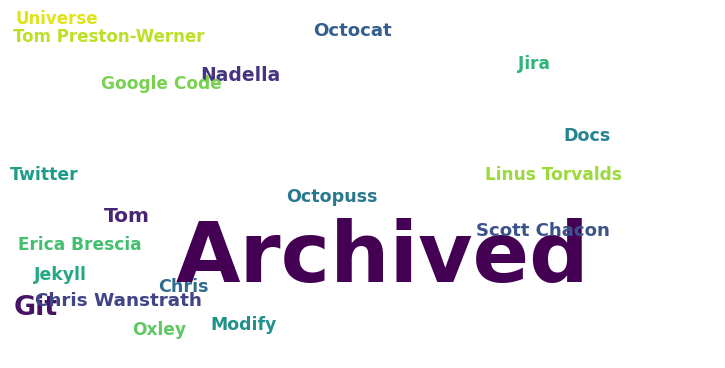 Universe
Tom Preston-Werner
Octocat
Jira
Nadella
Google Code
Docs
Twitter
Linus Torvalds
Octopuss
Tom
Scott Chacon
Erica Brescia
Archived
Jekyll
Chris
Chris Wanstrath
Git
Modify
Oxley